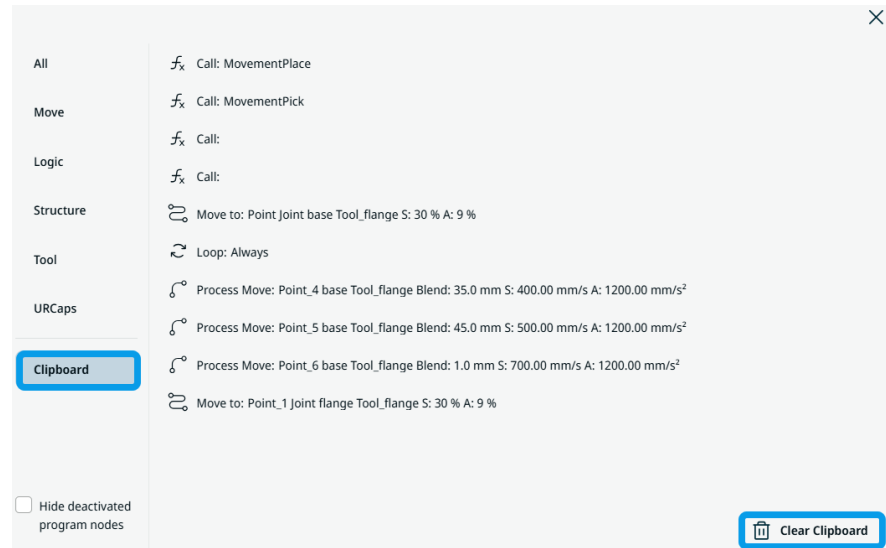 All
Move
Logic
Structure
Tool
URCaps
Clipboard
Hide deactivated
program nodes
fx Call: MovementPlace
fx Call: MovementPick
fx Call:
fx Call:
Move to: Point Joint base Tool_flange S: 30 % A: 9 %
Loop: Always
Process Move: Point_4 base Tool_flange Blend: 35.0 mm S: 400.00 mm/s A: 1200.00 mm/s²
Process Move: Point_5 base Tool_flange Blend: 45.0 mm S: 500.00 mm/s A: 1200.00 mm/s²
Process Move: Point_6 base Tool_flange Blend: 1.0 mm S: 700.00 mm/s A: 1200.00 mm/s²
Move to: Point_1 Joint flange Tool_flange S: 30 % A: 9 %
Clear Clipboard